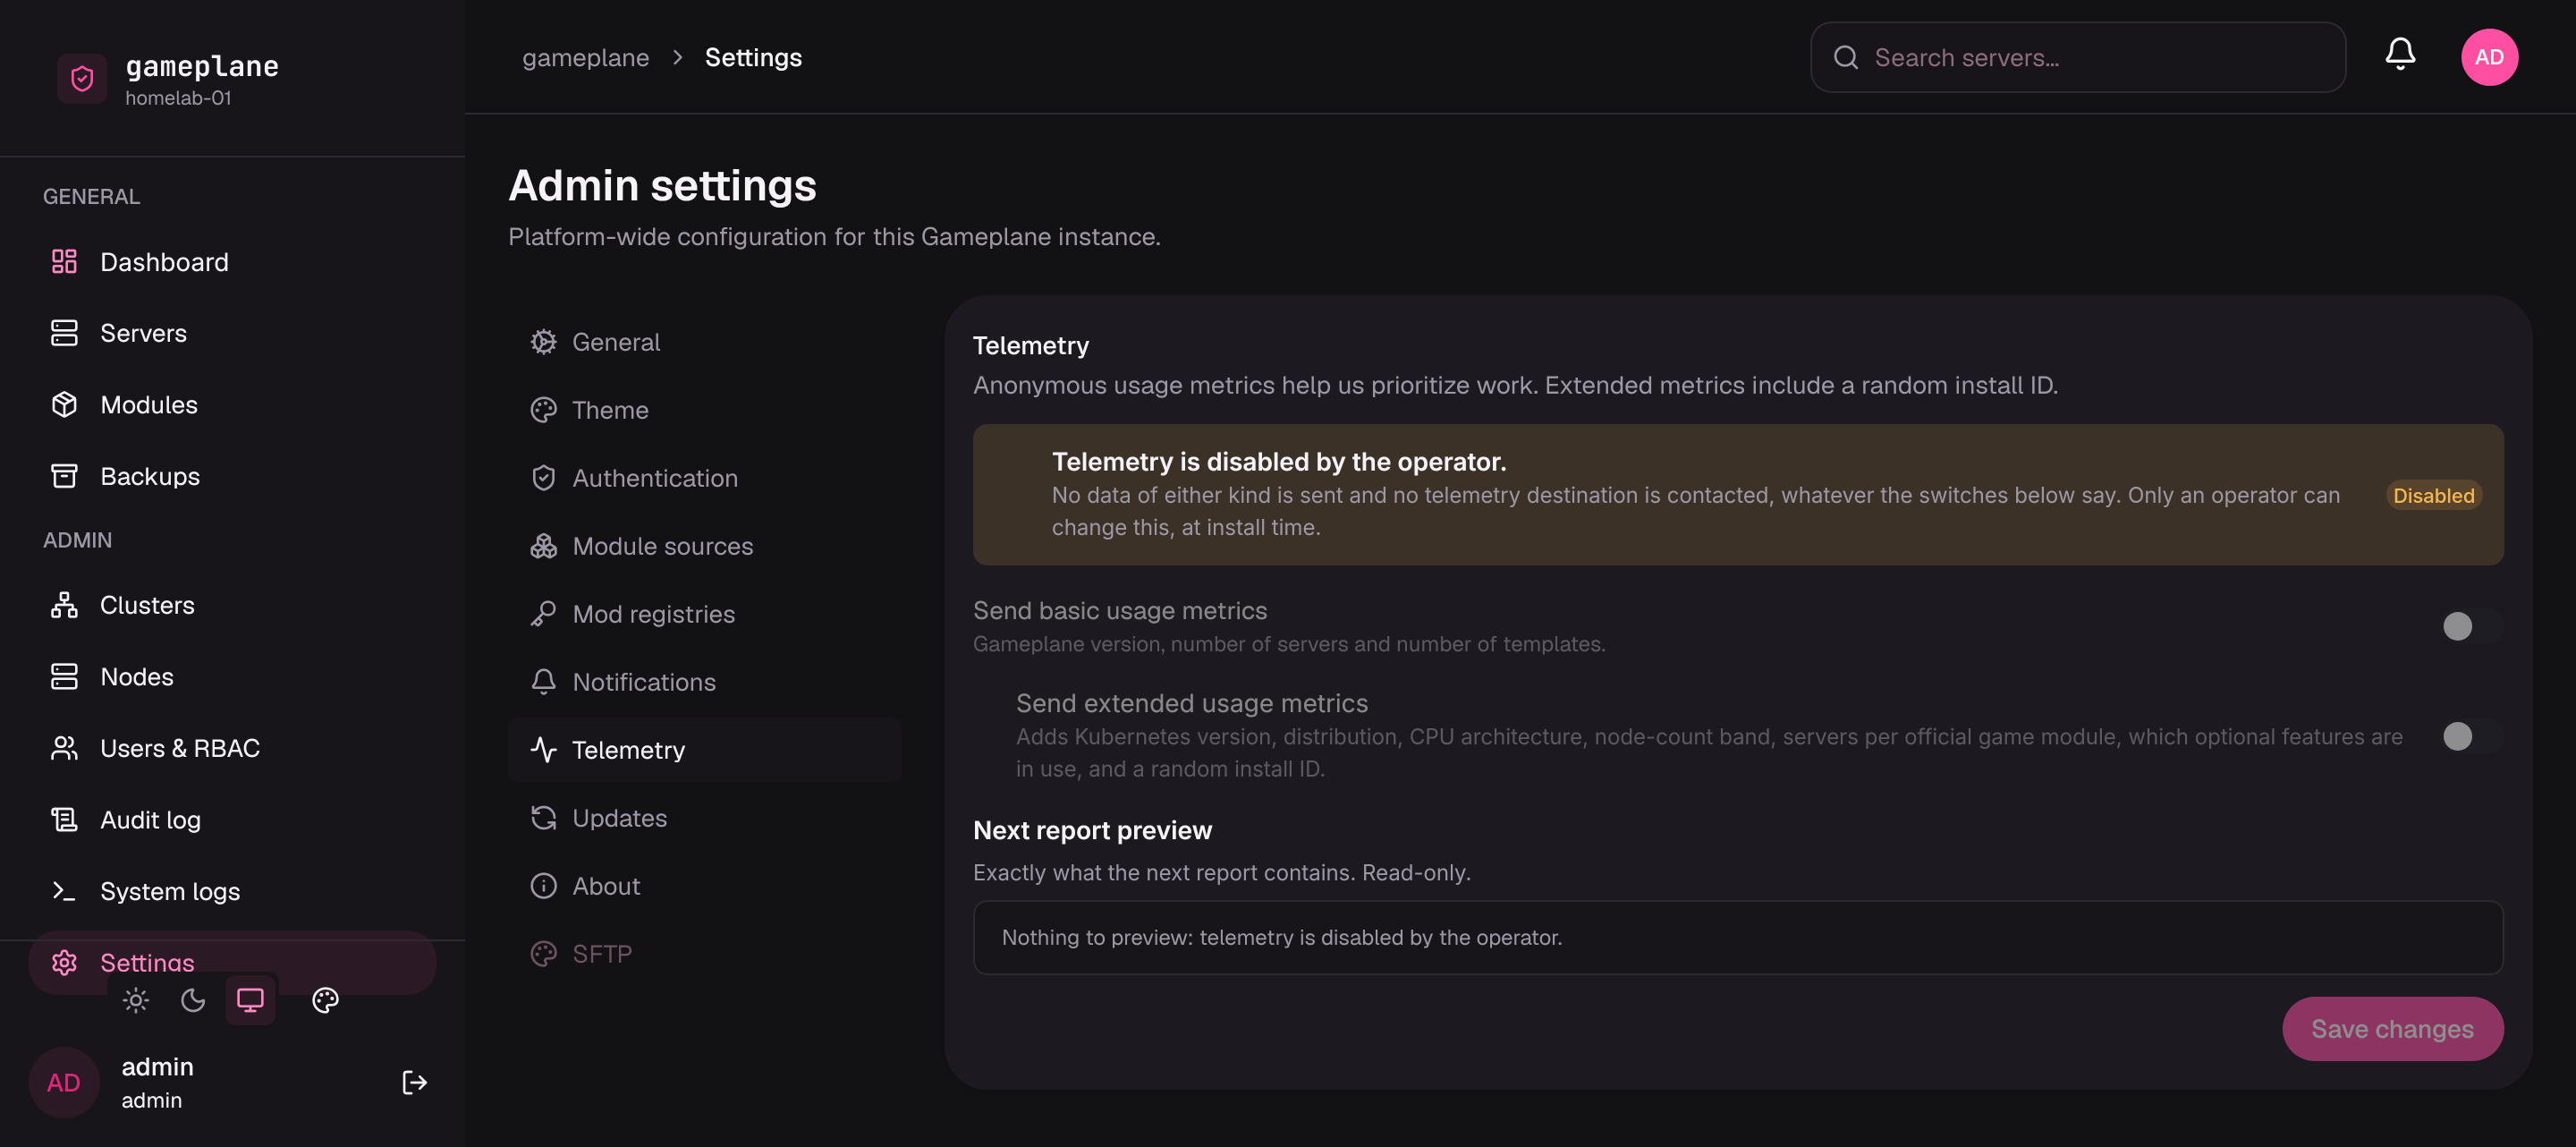 gameplane
homelab-01
GENERAL
Dashboard
Servers
Modules
Backups
ADMIN
Clusters
Nodes
Users & RBAC
Audit log
System logs
Settings
AD
admin
admin
gameplane > Settings
Search servers...
AD
Admin settings
Platform-wide configuration for this Gameplane instance.
General
Theme
Authentication
Module sources
Mod registries
Notifications
Telemetry
Updates
About
SFTP
Telemetry
Anonymous usage metrics help us prioritize work. Extended metrics include a random install ID.
Telemetry is disabled by the operator.
No data of either kind is sent and no telemetry destination is contacted, whatever the switches below say. Only an operator can
change this, at install time.
Disabled
Send basic usage metrics
Gameplane version, number of servers and number of templates.
Send extended usage metrics
Adds Kubernetes version, distribution, CPU architecture, node-count band, servers per official game module, which optional features are
in use, and a random install ID.
Next report preview
Exactly what the next report contains. Read-only.
Nothing to preview: telemetry is disabled by the operator.
Save changes